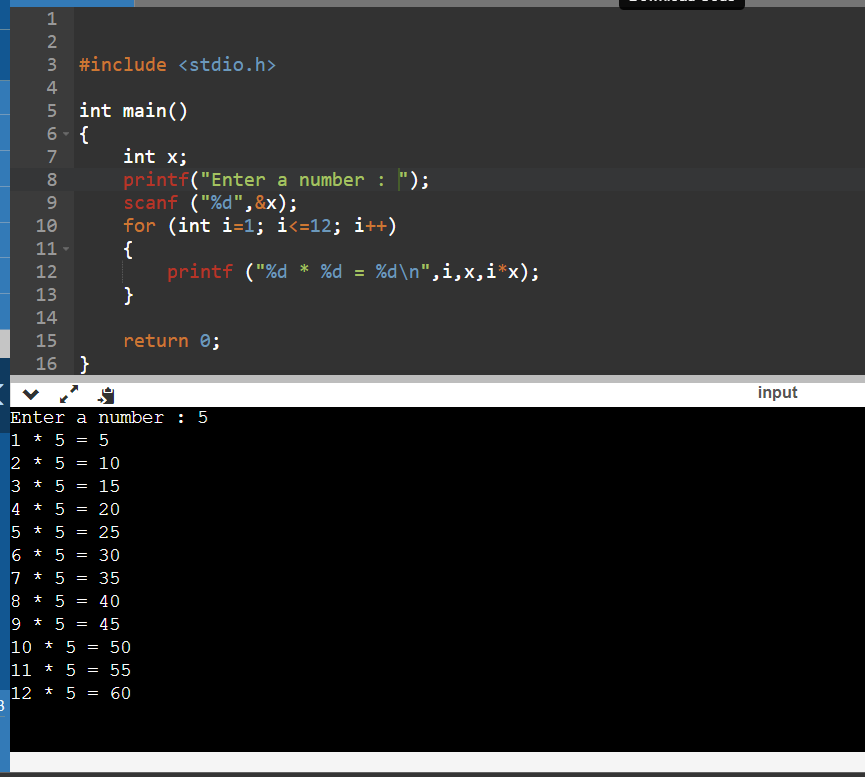 1
2
3 #include <stdio.h>
4
5 int main()
6 {
7     int x;
8     printf("Enter a number : ");
9     scanf ("%d",&x);
10     for (int i=1; i<=12; i++)
11     {
12         printf ("%d * %d = %d\n",i,x,i*x);
13     }
14
15     return 0;
16 }
input
Enter a number : 5
1 * 5 = 5
2 * 5 = 10
3 * 5 = 15
4 * 5 = 20
5 * 5 = 25
6 * 5 = 30
7 * 5 = 35
8 * 5 = 40
9 * 5 = 45
10 * 5 = 50
11 * 5 = 55
12 * 5 = 60